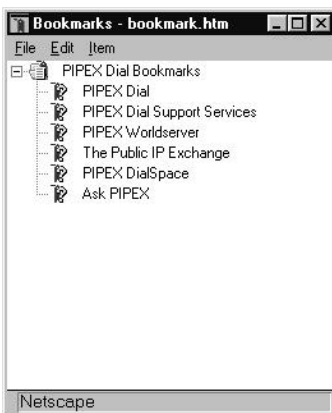 Bookmarks - bookmark.htm
File Edit Item
PIPEX Dial Bookmarks
PIPEX Dial
PIPEX Dial Support Services
PIPEX Worldserver
The Public IP Exchange
PIPEX DialSpace
Ask PIPEX
Netscape